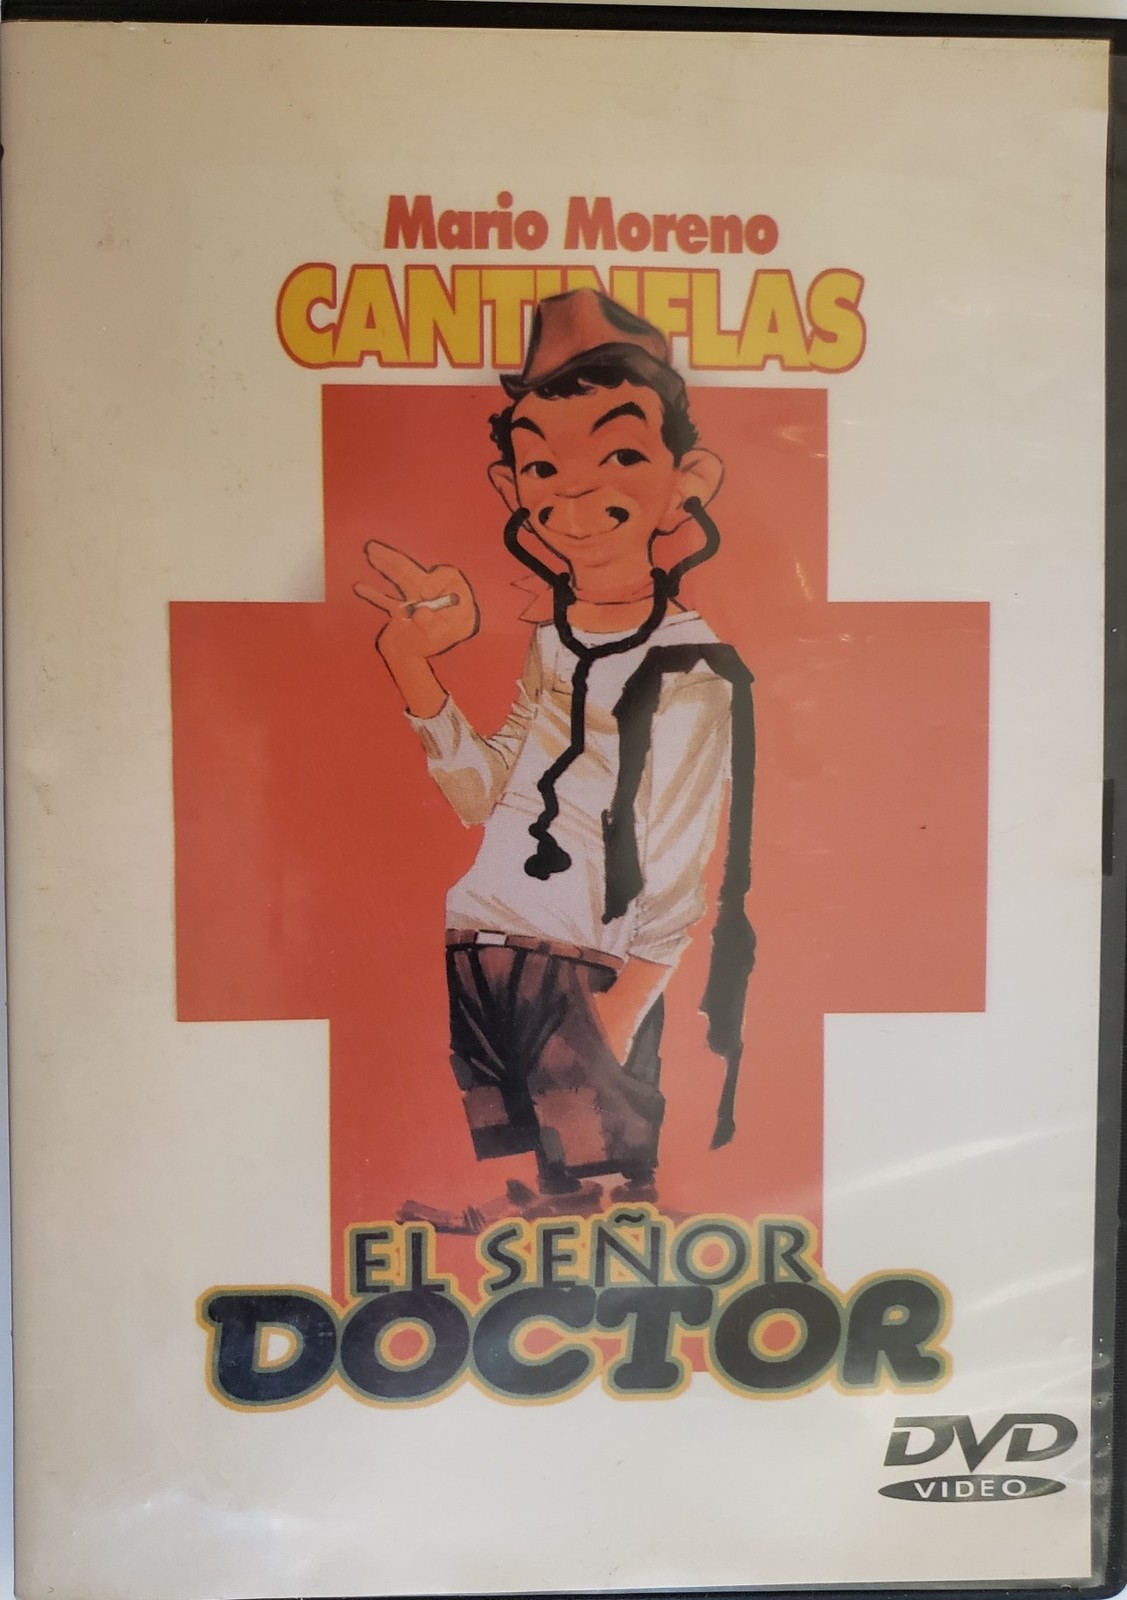 Mario Moreno
CANTINFLAS
EL SEÑOR
DOCTOR
DVD
VIDEO